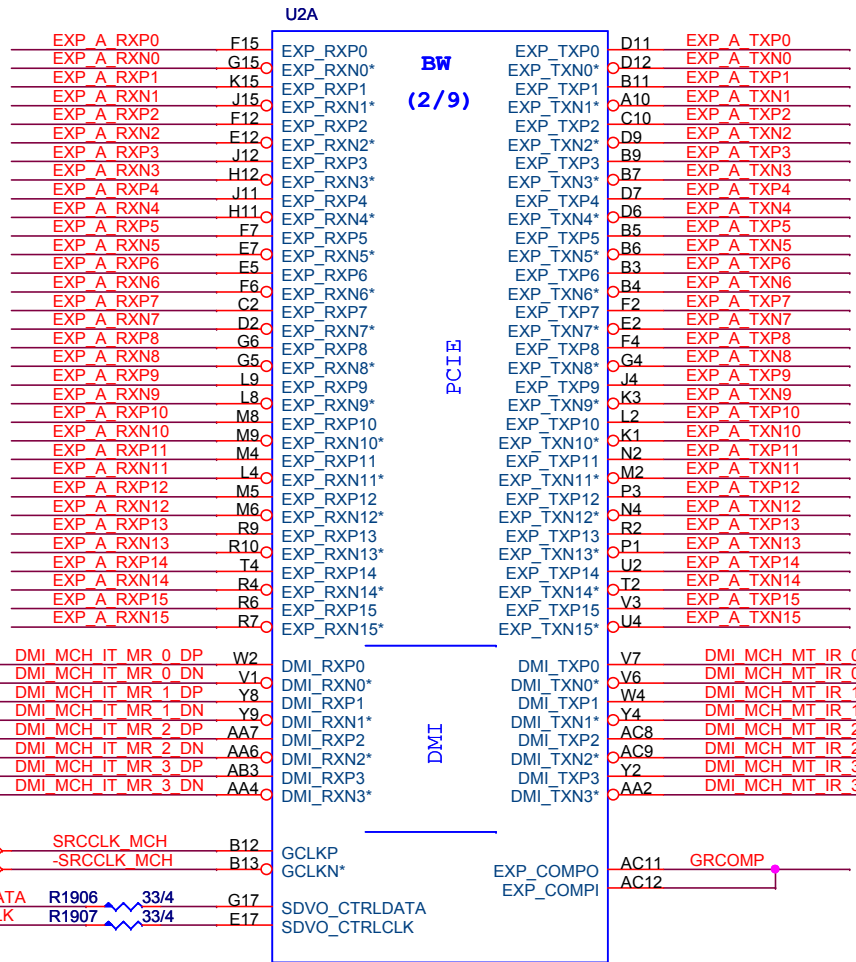 U2A
BW
(2/9)
EXP_A_RXP0 F15 EXP_RXP0 EXP_TXP0 D11 EXP_A_TXP0
EXP_A_RXN0 G15 EXP_RXN0* EXP_TXN0* D12 EXP_A_TXN0
EXP_A_RXP1 K15 EXP_RXP1 EXP_TXP1 B11 EXP_A_TXP1
EXP_A_RXN1 J15 EXP_RXN1* EXP_TXN1* A10 EXP_A_TXN1
EXP_A_RXP2 F12 EXP_RXP2 EXP_TXP2 C10 EXP_A_TXP2
EXP_A_RXN2 E12 EXP_RXN2* EXP_TXN2* D9 EXP_A_TXN2
EXP_A_RXP3 J12 EXP_RXP3 EXP_TXP3 B9 EXP_A_TXP3
EXP_A_RXN3 H12 EXP_RXN3* EXP_TXN3* B7 EXP_A_TXN3
EXP_A_RXP4 J11 EXP_RXP4 EXP_TXP4 D7 EXP_A_TXP4
EXP_A_RXN4 H11 EXP_RXN4* EXP_TXN4* D6 EXP_A_TXN4
EXP_A_RXP5 F7 EXP_RXP5 EXP_TXP5 B5 EXP_A_TXP5
EXP_A_RXN5 E7 EXP_RXN5* EXP_TXN5* B6 EXP_A_TXN5
EXP_A_RXP6 E5 EXP_RXP6 EXP_TXP6 B3 EXP_A_TXP6
EXP_A_RXN6 F6 EXP_RXN6* EXP_TXN6* B4 EXP_A_TXN6
EXP_A_RXP7 C2 EXP_RXP7 EXP_TXP7 F2 EXP_A_TXP7
EXP_A_RXN7 D2 EXP_RXN7* EXP_TXN7* E2 EXP_A_TXN7
EXP_A_RXP8 G6 EXP_RXP8 EXP_TXP8 F4 EXP_A_TXP8
EXP_A_RXN8 G5 EXP_RXN8* EXP_TXN8* G4 EXP_A_TXN8
EXP_A_RXP9 L9 EXP_RXP9 EXP_TXP9 J4 EXP_A_TXP9
EXP_A_RXN9 L8 EXP_RXN9* EXP_TXN9* K3 EXP_A_TXN9
EXP_A_RXP10 M8 EXP_RXP10 EXP_TXP10 L2 EXP_A_TXP10
EXP_A_RXN10 M9 EXP_RXN10* EXP_TXN10* K1 EXP_A_TXN10
EXP_A_RXP11 M4 EXP_RXP11 EXP_TXP11 N2 EXP_A_TXP11
EXP_A_RXN11 L4 EXP_RXN11* EXP_TXN11* M2 EXP_A_TXN11
EXP_A_RXP12 M5 EXP_RXP12 EXP_TXP12 P3 EXP_A_TXP12
EXP_A_RXN12 M6 EXP_RXN12* EXP_TXN12* N4 EXP_A_TXN12
EXP_A_RXP13 R9 EXP_RXP13 EXP_TXP13 R2 EXP_A_TXP13
EXP_A_RXN13 R10 EXP_RXN13* EXP_TXN13* P1 EXP_A_TXN13
EXP_A_RXP14 T4 EXP_RXP14 EXP_TXP14 U2 EXP_A_TXP14
EXP_A_RXN14 R4 EXP_RXN14* EXP_TXN14* T2 EXP_A_TXN14
EXP_A_RXP15 R6 EXP_RXP15 EXP_TXP15 V3 EXP_A_TXP15
EXP_A_RXN15 R7 EXP_RXN15* EXP_TXN15* U4 EXP_A_TXN15
PCIE
DMI_MCH_IT_MR_0_DP W2 DMI_RXP0 DMI_TXP0 V7 DMI_MCH_MT_IR_0
DMI_MCH_IT_MR_0_DN V1 DMI_RXN0* DMI_TXN0* V6 DMI_MCH_MT_IR_0
DMI_MCH_IT_MR_1_DP Y8 DMI_RXP1 DMI_TXP1 W4 DMI_MCH_MT_IR_1
DMI_MCH_IT_MR_1_DN Y9 DMI_RXN1* DMI_TXN1* Y4 DMI_MCH_MT_IR_1
DMI_MCH_IT_MR_2_DP AA7 DMI_RXP2 DMI_TXP2 AC8 DMI_MCH_MT_IR_2
DMI_MCH_IT_MR_2_DN AA6 DMI_RXN2* DMI_TXN2* AC9 DMI_MCH_MT_IR_2
DMI_MCH_IT_MR_3_DP AB3 DMI_RXP3 DMI_TXP3 Y2 DMI_MCH_MT_IR_3
DMI_MCH_IT_MR_3_DN AA4 DMI_RXN3* DMI_TXN3* AA2 DMI_MCH_MT_IR_3
DMI
SRCCLK_MCH B12 GCLKP
-SRCCLK_MCH B13 GCLKN*
EXP_COMPO AC11 GRCOMP
EXP_COMPI AC12
ATA R1906 33/4 G17 SDVO_CTRLDATA
LK R1907 33/4 E17 SDVO_CTRLCLK